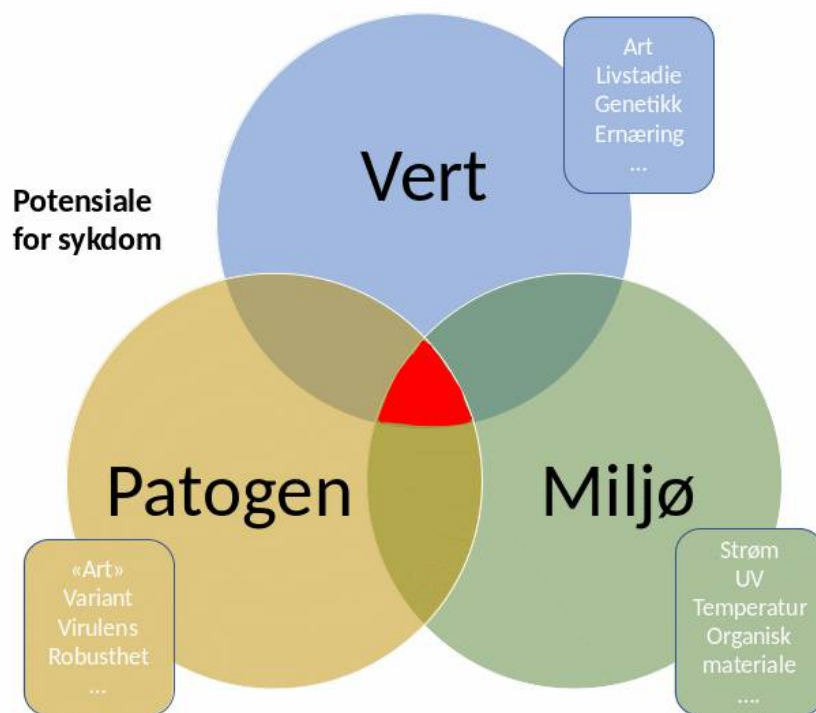 Art
Livstadie
Genetikk
Ernæring
...
Vert
Potensiale
for sykdom
Patogen
Miljø
«Art»
Variant
Virulens
Robusthet
...
Strøm
UV
Temperatur
Organisk
materiale
....